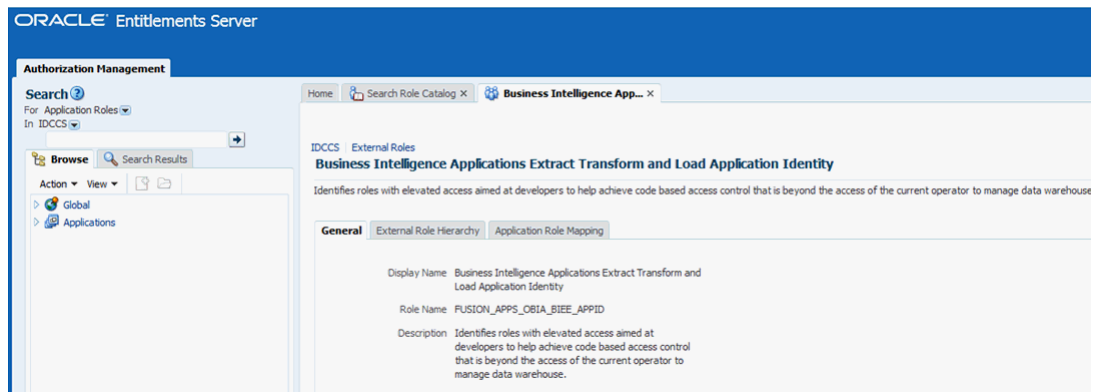 ORACLE Entitlements Server
Authorization Management
Search
For Application Roles
In IDCCS
Browse Search Results
Action View
Global
Applications
Home Search Role Catalog × Business Intelligence App... ×
IDCCS External Roles
Business Intelligence Applications Extract Transform and Load Application Identity
Identifies roles with elevated access aimed at developers to help achieve code based access control that is beyond the access of the current operator to manage data warehouse
General External Role Hierarchy Application Role Mapping
Display Name Business Intelligence Applications Extract Transform and
Load Application Identity
Role Name FUSION_APPS_OBIA_BIEE_APPID
Description Identifies roles with elevated access aimed at
developers to help achieve code based access control
that is beyond the access of the current operator to
manage data warehouse.